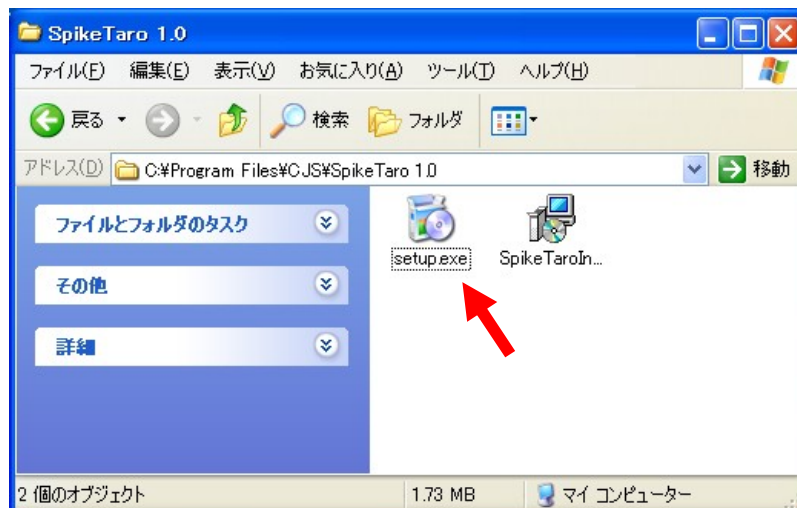 SpikeTaro 1.0
ファイル(F) 編集(E) 表示(V) お気に入り(A) ツール(T) ヘルプ(H)
戻る 検索 フォルダ
アドレス(D) C:¥Program Files¥CJS¥SpikeTaro 1.0 移動
ファイルとフォルダのタスク
その他
詳細
setup.exe SpikeTaroIn...
2 個のオブジェクト 1.73 MB マイ コンピューター